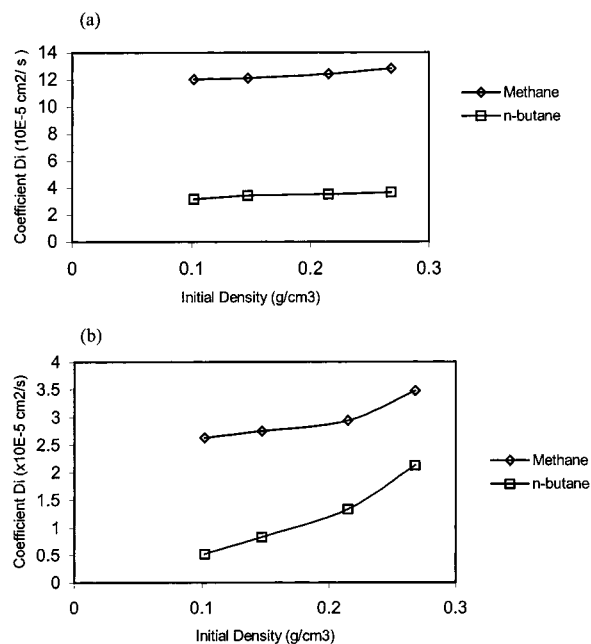 (a)
Coefficient Di (10E-5 cm2/ s)
14
12
10
8
6
4
2
0
0
0.1
0.2
0.3
Initial Density (g/cm3)
Methane
n-butane
(b)
Coefficient Di (x10E-5 cm2/s)
4
3.5
3
2.5
2
1.5
1
0.5
0
0
0.1
0.2
0.3
Initial Density (g/cm3)
Methane
n-butane